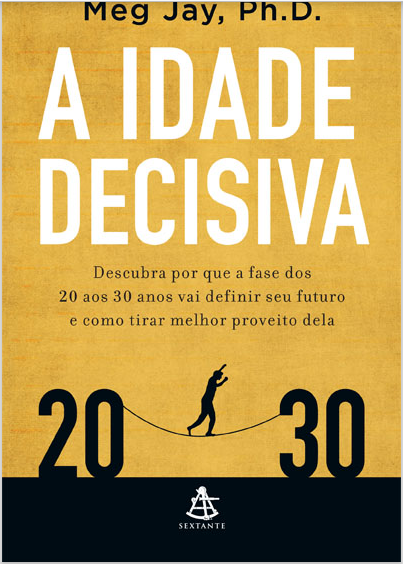 Meg Jay, Ph.D.
A IDADE
DECISIVA
Descubra por que a fase dos
20 aos 30 anos vai definir seu futuro
e como tirar melhor proveito dela
20 30
SEXTANTE